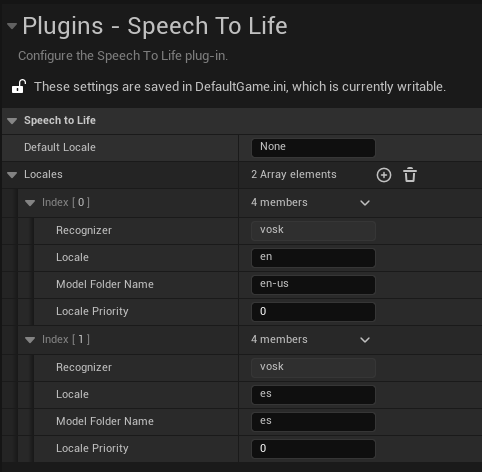 Plugins - Speech To Life
Configure the Speech To Life plug-in.
These settings are saved in DefaultGame.ini, which is currently writable.
Speech to Life
Default Locale None
Locales 2 Array elements
Index [ 0 ] 4 members
Recognizer vosk
Locale en
Model Folder Name en-us
Locale Priority 0
Index [ 1 ] 4 members
Recognizer vosk
Locale es
Model Folder Name es
Locale Priority 0